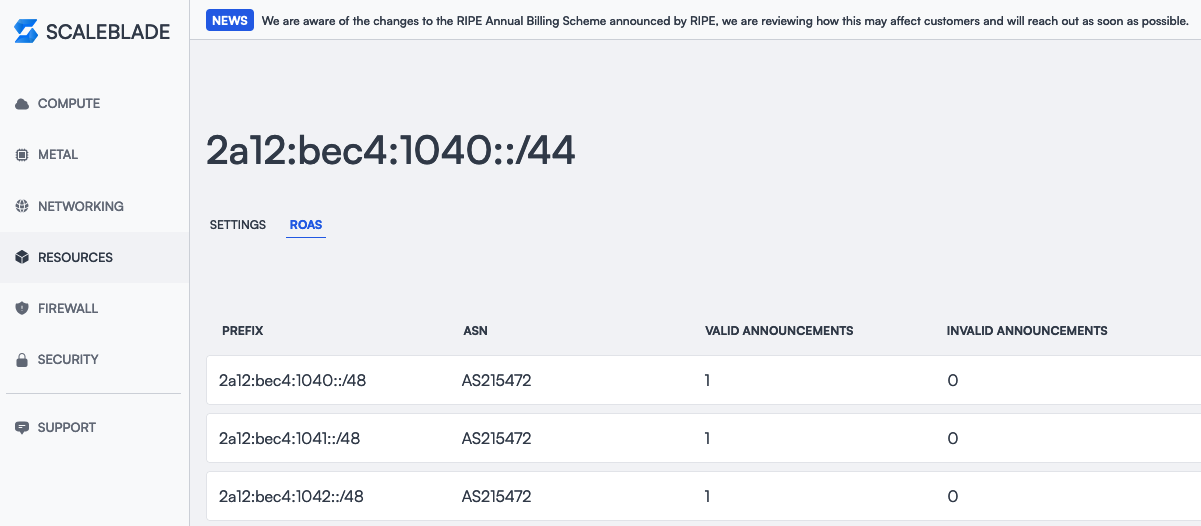 SCALEBLADE
NEWS We are aware of the changes to the RIPE Annual Billing Scheme announced by RIPE, we are reviewing how this may affect customers and will reach out as soon as possible.
COMPUTE
METAL
NETWORKING
RESOURCES
FIREWALL
SECURITY
SUPPORT
2a12:bec4:1040::/44
SETTINGS ROAS
PREFIX ASN VALID ANNOUNCEMENTS INVALID ANNOUNCEMENTS
2a12:bec4:1040::/48 AS215472 1 0
2a12:bec4:1041::/48 AS215472 1 0
2a12:bec4:1042::/48 AS215472 1 0